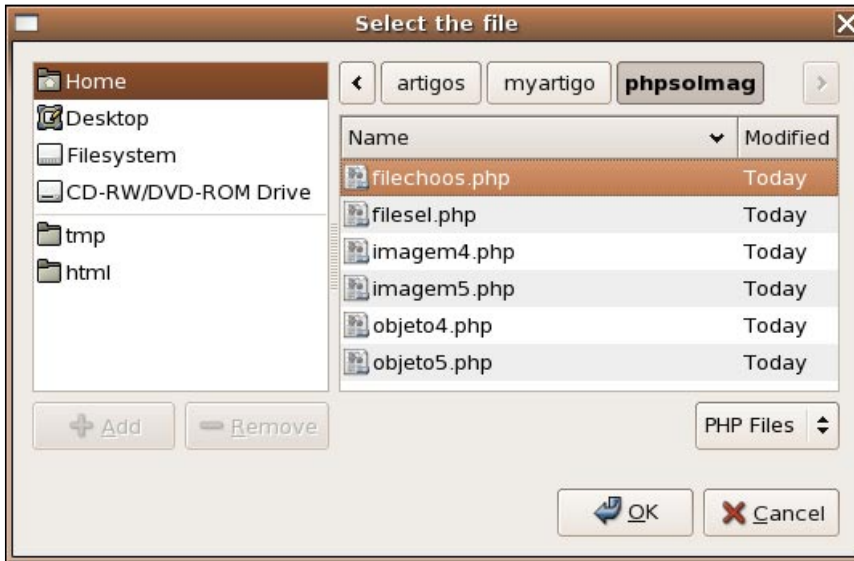 Select the file
Home
Desktop
Filesystem
CD-RW/DVD-ROM Drive
tmp
html
Add
Remove
artigos
myartigo
phpsolmag
Name
Modified
filechoos.php
Today
filesel.php
Today
imagem4.php
Today
imagem5.php
Today
objeto4.php
Today
objeto5.php
Today
PHP Files
OK
Cancel